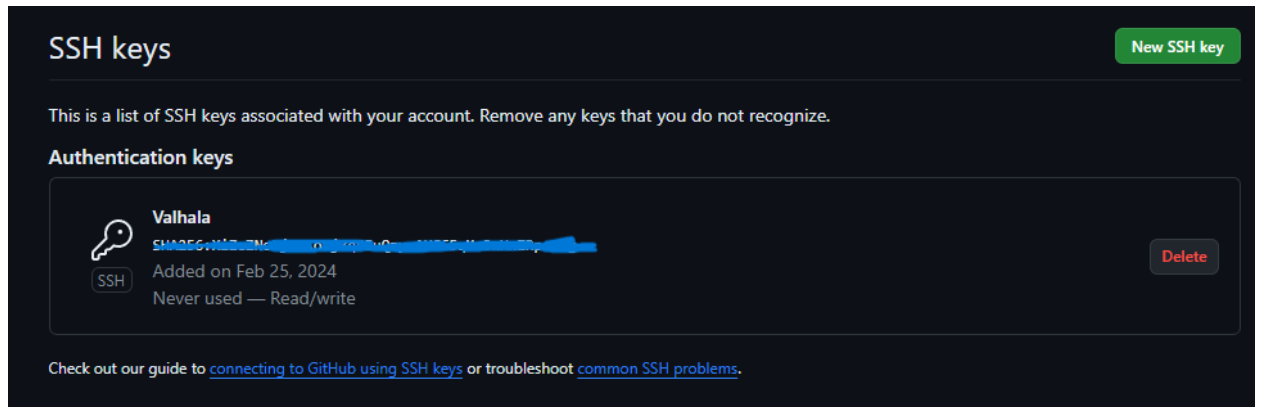 SSH keys
New SSH key
This is a list of SSH keys associated with your account. Remove any keys that you do not recognize.
Authentication keys
Valhala
SSH
Added on Feb 25, 2024
Never used — Read/write
Delete
Check out our guide to connecting to GitHub using SSH keys or troubleshoot common SSH problems.